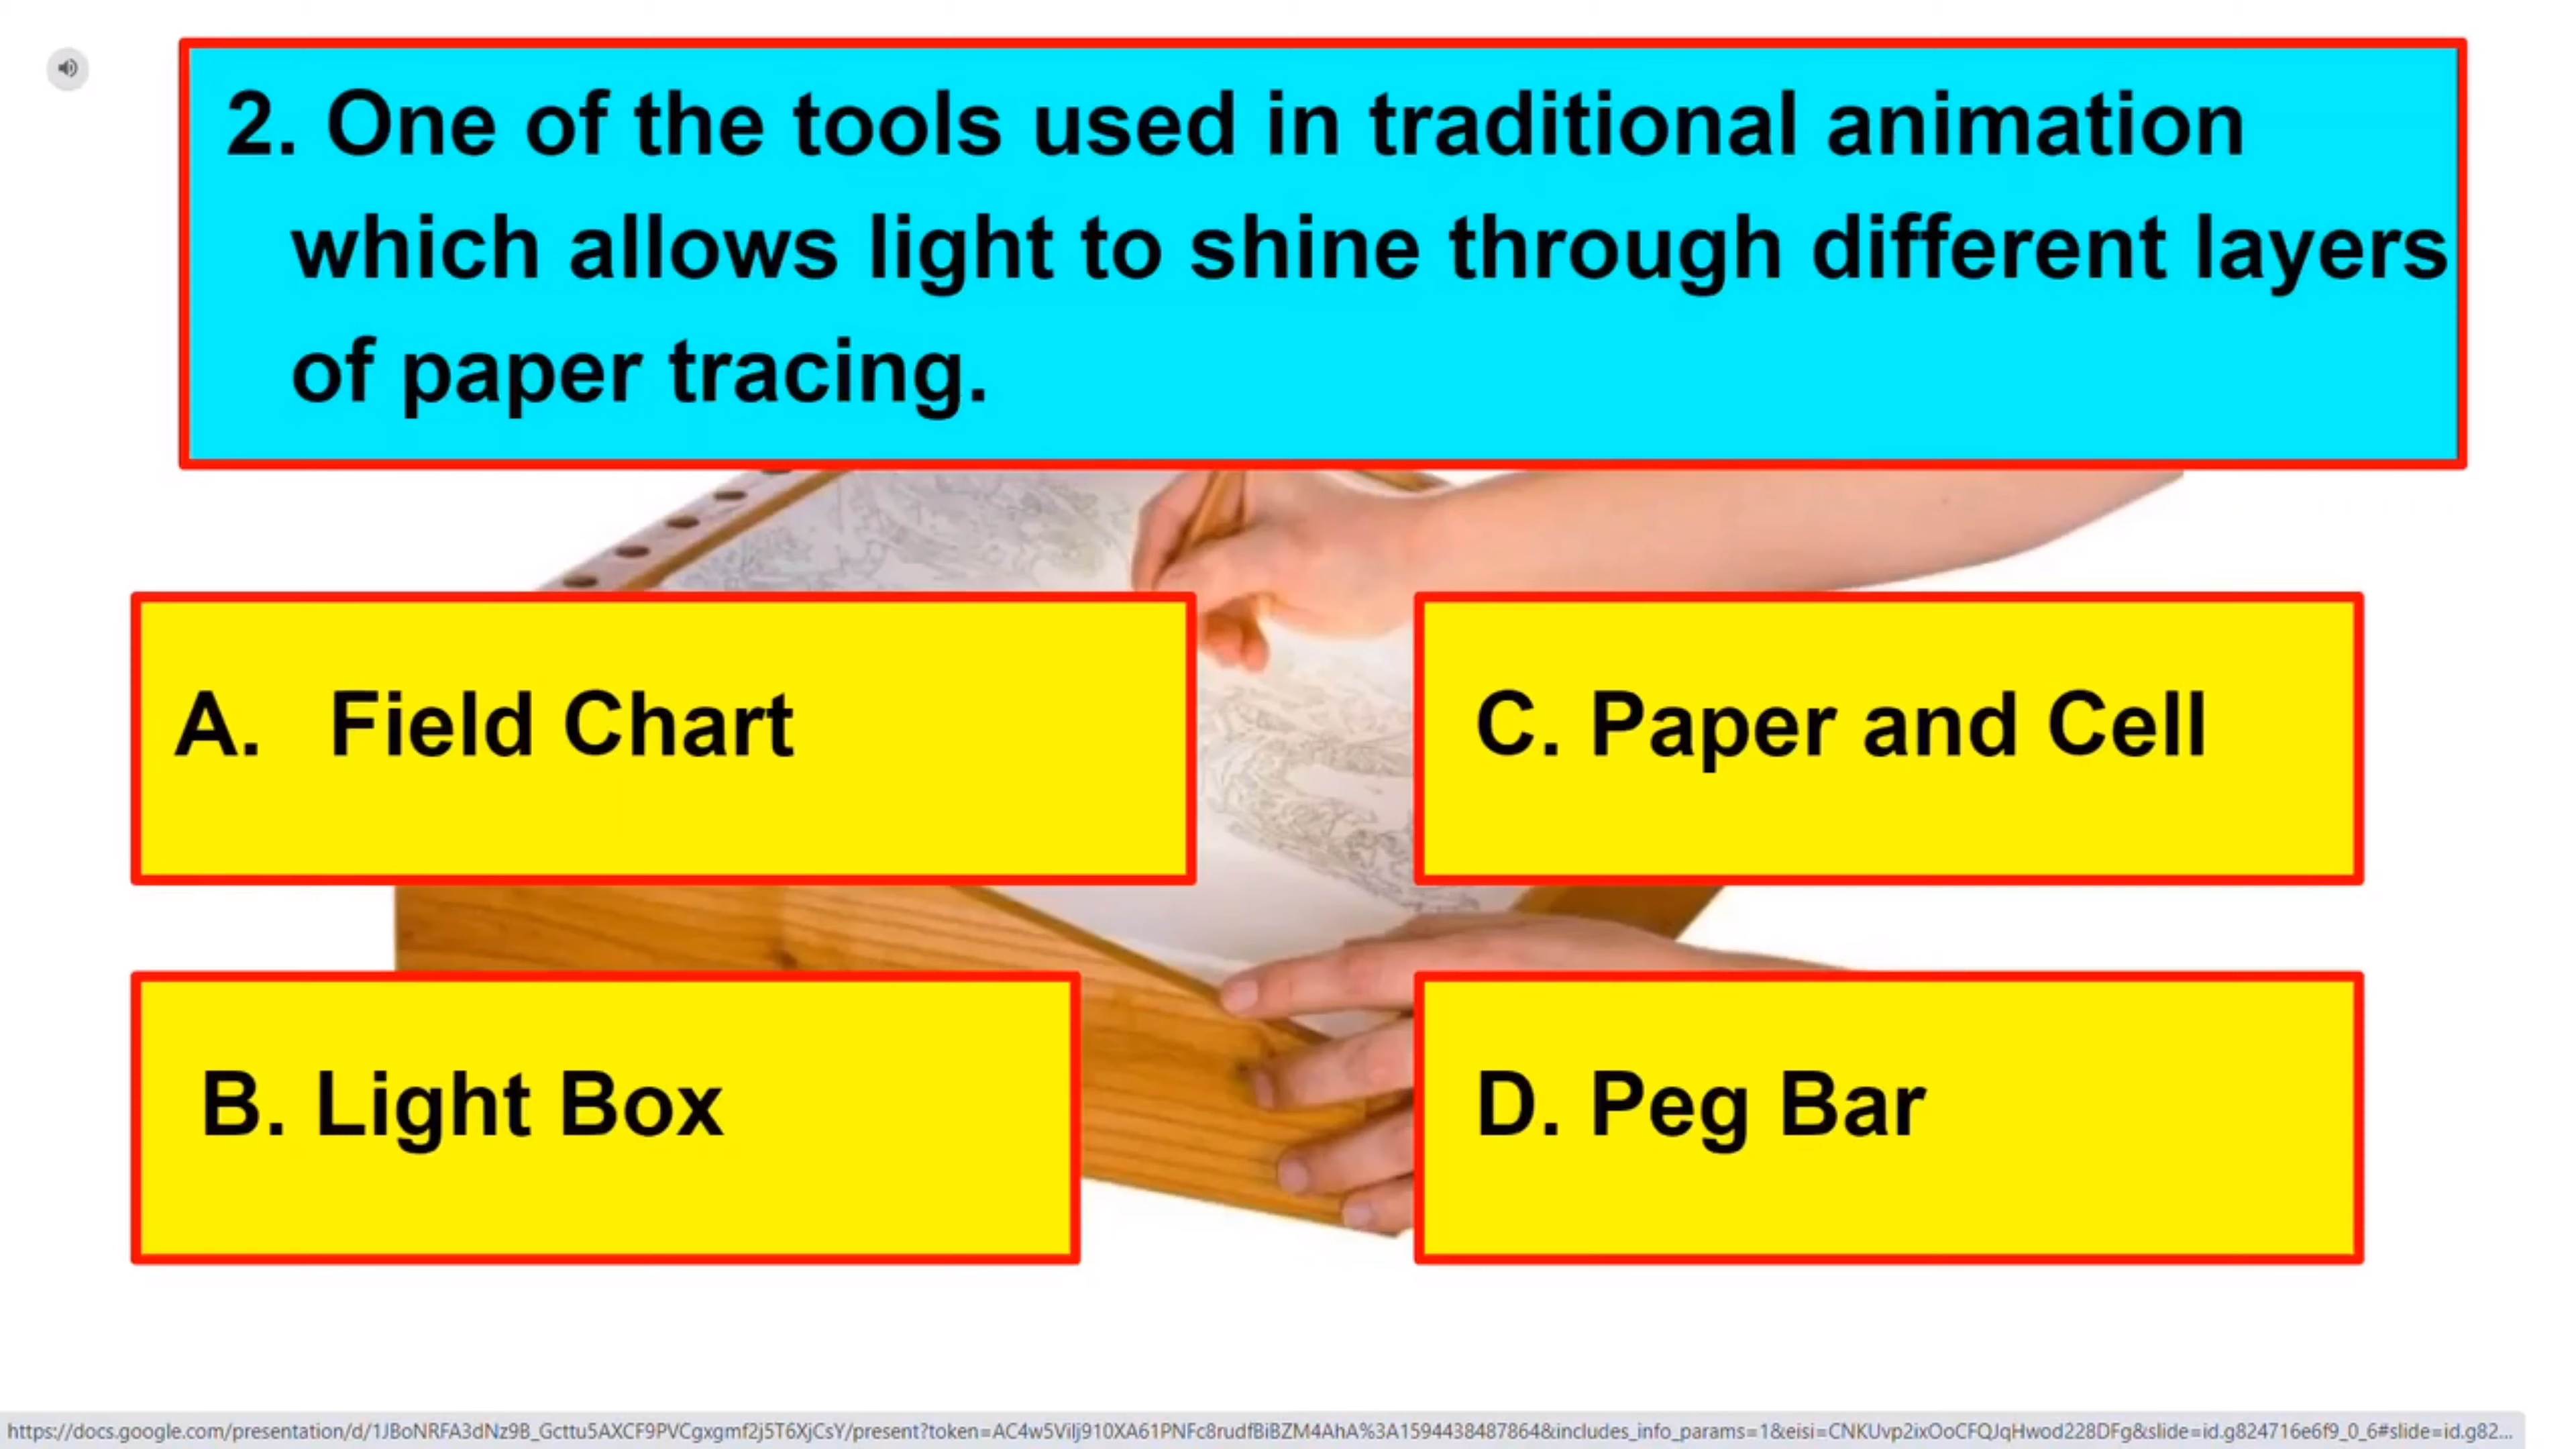 2. One of the tools used in traditional animation
which allows light to shine through different layers
of paper tracing.
A. Field Chart
C. Paper and Cell
B. Light Box
D. Peg Bar
https://docs.google.com/presentation/d/1JBoNRFA3dNz9B_Gcttu5AXCF9PVCgxgmf2j5T6XjCsY/present?token=AC4w5Vilj910XA61PNFc8rudfBiBZM4AhA%3A1594438487864&includes_info_params=1&eisi=CNKUvp2ixOoCFQJqHwod228DFg&slide=id.g824716e6f9_0_6#slide=id.g82...